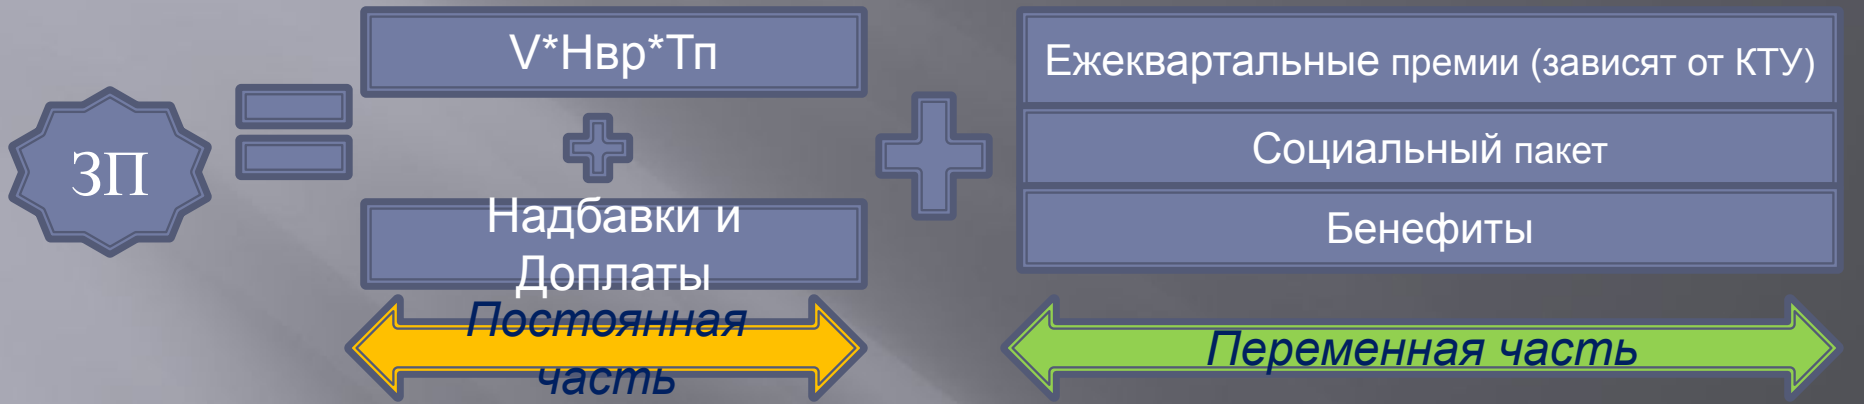 ЗП
V*Нвр*Тп
Надбавки и
Доплаты
Постоянная
часть
Ежеквартальные премии (зависят от КТУ)
Социальный пакет
Бенефиты
Переменная часть